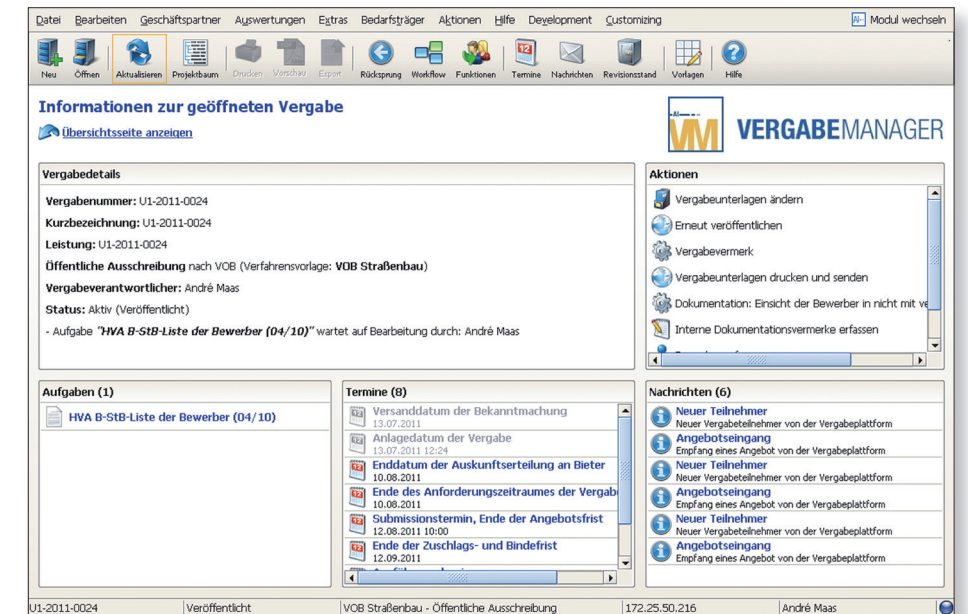 Datei Bearbeiten Geschäftspartner Auswertungen Extras Bedarfsträger Aktionen Hilfe Development Customizing AI- Modul wechseln
Neu Öffnen Aktualisieren Projektbaum Drucken Vorschau Export Rücksprung Workflow Funktionen Termine Nachrichten Revisionsstand Vorlagen Hilfe
Informationen zur geöffneten Vergabe
Übersichtsseite anzeigen
AI VM VERGABEMANAGER
Vergabedetails
Vergabenummer: U1-2011-0024
Kurzbezeichnung: U1-2011-0024
Leistung: U1-2011-0024
Öffentliche Ausschreibung nach VOB (Verfahrensvorlage: VOB Straßenbau)
Vergabeverantwortlicher: André Maas
Status: Aktiv (Veröffentlicht)
- Aufgabe "HVA B-StB-Liste der Bewerber (04/10)" wartet auf Bearbeitung durch: André Maas
Aktionen
Vergabeunterlagen ändern
Erneut veröffentlichen
Vergabevermerk
Vergabeunterlagen drucken und senden
Dokumentation: Einsicht der Bewerber in nicht mit ve
Interne Dokumentationsvermerke erfassen
Aufgaben (1)
HVA B-StB-Liste der Bewerber (04/10)
Termine (8)
Versanddatum der Bekanntmachung
13.07.2011
Anlagedatum der Vergabe
13.07.2011 12:24
Enddatum der Auskunftserteilung an Bieter
10.08.2011
Ende des Anforderungszeitraumes der Vergab
10.08.2011
Submissionstermin, Ende der Angebotsfrist
12.08.2011 10:00
Ende der Zuschlags- und Bindefrist
12.09.2011
Nachrichten (6)
Neuer Teilnehmer
Neuer Vergabeteilnehmer von der Vergabeplattform
Angebotseingang
Empfang eines Angebot von der Vergabeplattform
Neuer Teilnehmer
Neuer Vergabeteilnehmer von der Vergabeplattform
Angebotseingang
Empfang eines Angebot von der Vergabeplattform
Neuer Teilnehmer
Neuer Vergabeteilnehmer von der Vergabeplattform
Angebotseingang
Empfang eines Angebot von der Vergabeplattform
U1-2011-0024 Veröffentlicht VOB Straßenbau - Öffentliche Ausschreibung 172.25.50.216 André Maas